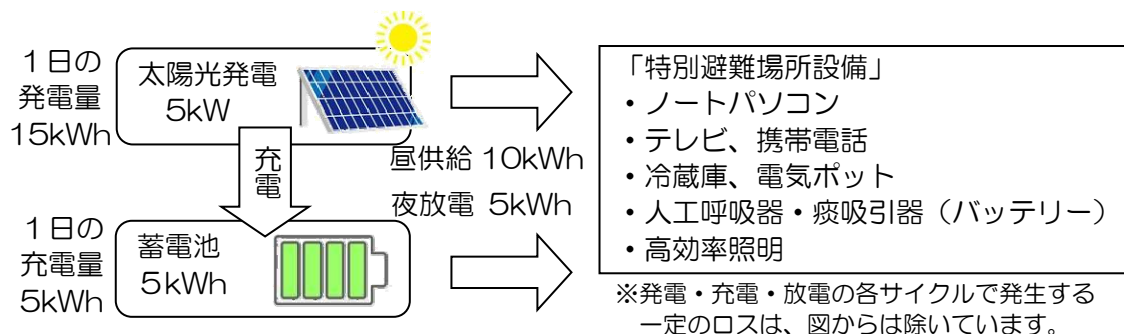 1日の
発電量
15kWh
太陽光発電
5kW
充
電
昼供給 10kWh
夜放電 5kWh
1日の
充電量
5kWh
蓄電池
5kWh
「特別避難場所設備」
・ノートパソコン
・テレビ、携帯電話
・冷蔵庫、電気ポット
・人工呼吸器・痰吸引器（バッテリー）
・高効率照明
※発電・充電・放電の各サイクルで発生する
一定のロスは、図からは除いています。